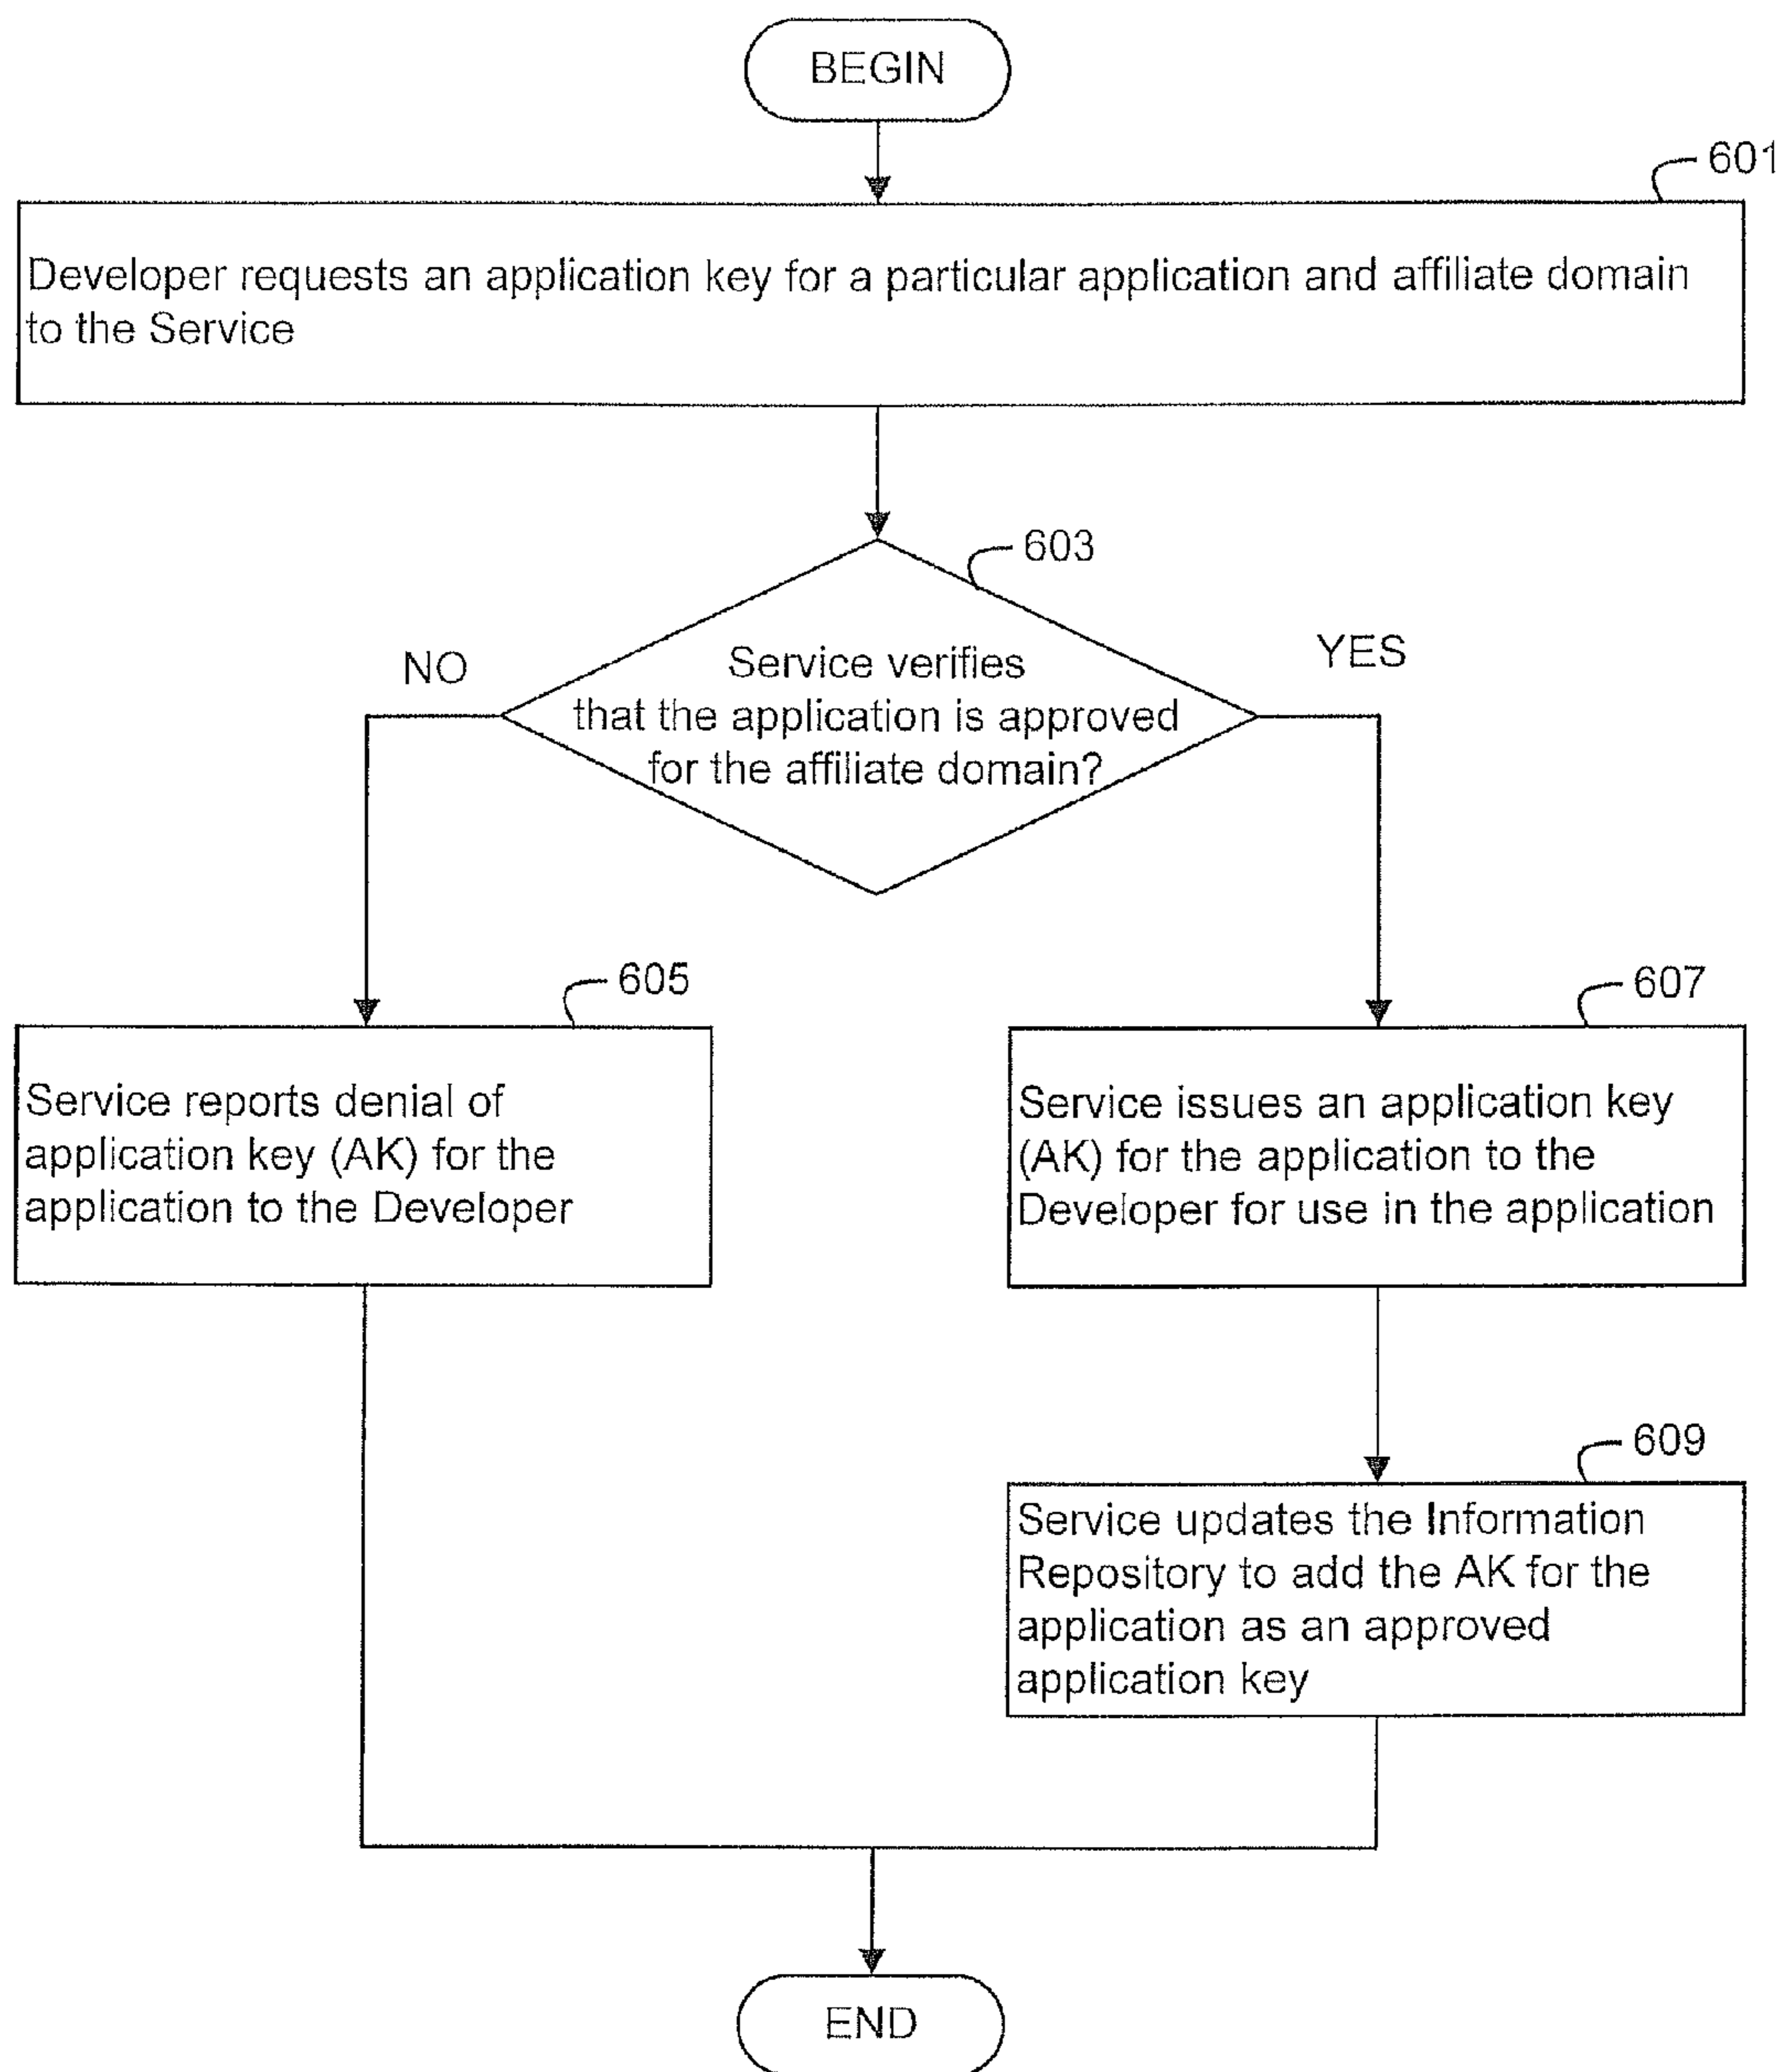 BEGIN
601
Developer requests an application key for a particular application and affiliate domain
to the Service
603
NO
YES
Service verifies
that the application is approved
for the affiliate domain?
605
607
Service reports denial of
application key (AK) for the
application to the Developer
Service issues an application key
(AK) for the application to the
Developer for use in the application
609
Service updates the Information
Repository to add the AK for the
application as an approved
application key
END